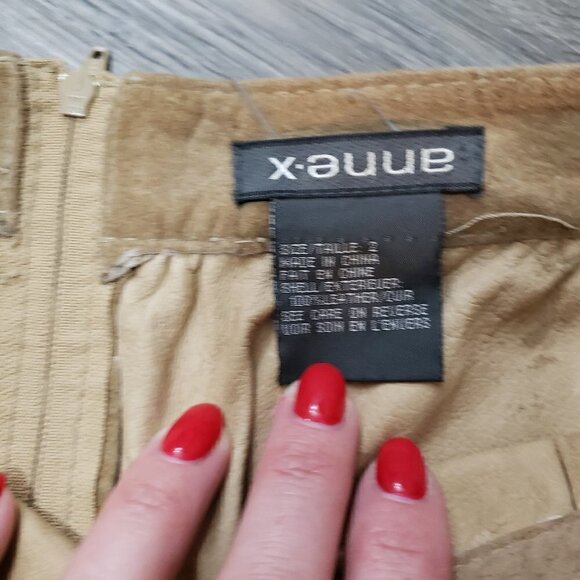 anne·x
SIZE/TAILLE: 2
MADE IN CHINA
FAIT EN CHINE
SHELL/EXTERIEUR:
100%LEATHER/CUIR
SEE CARE ON REVERSE
VOIR SOIN EN L'ENVERS